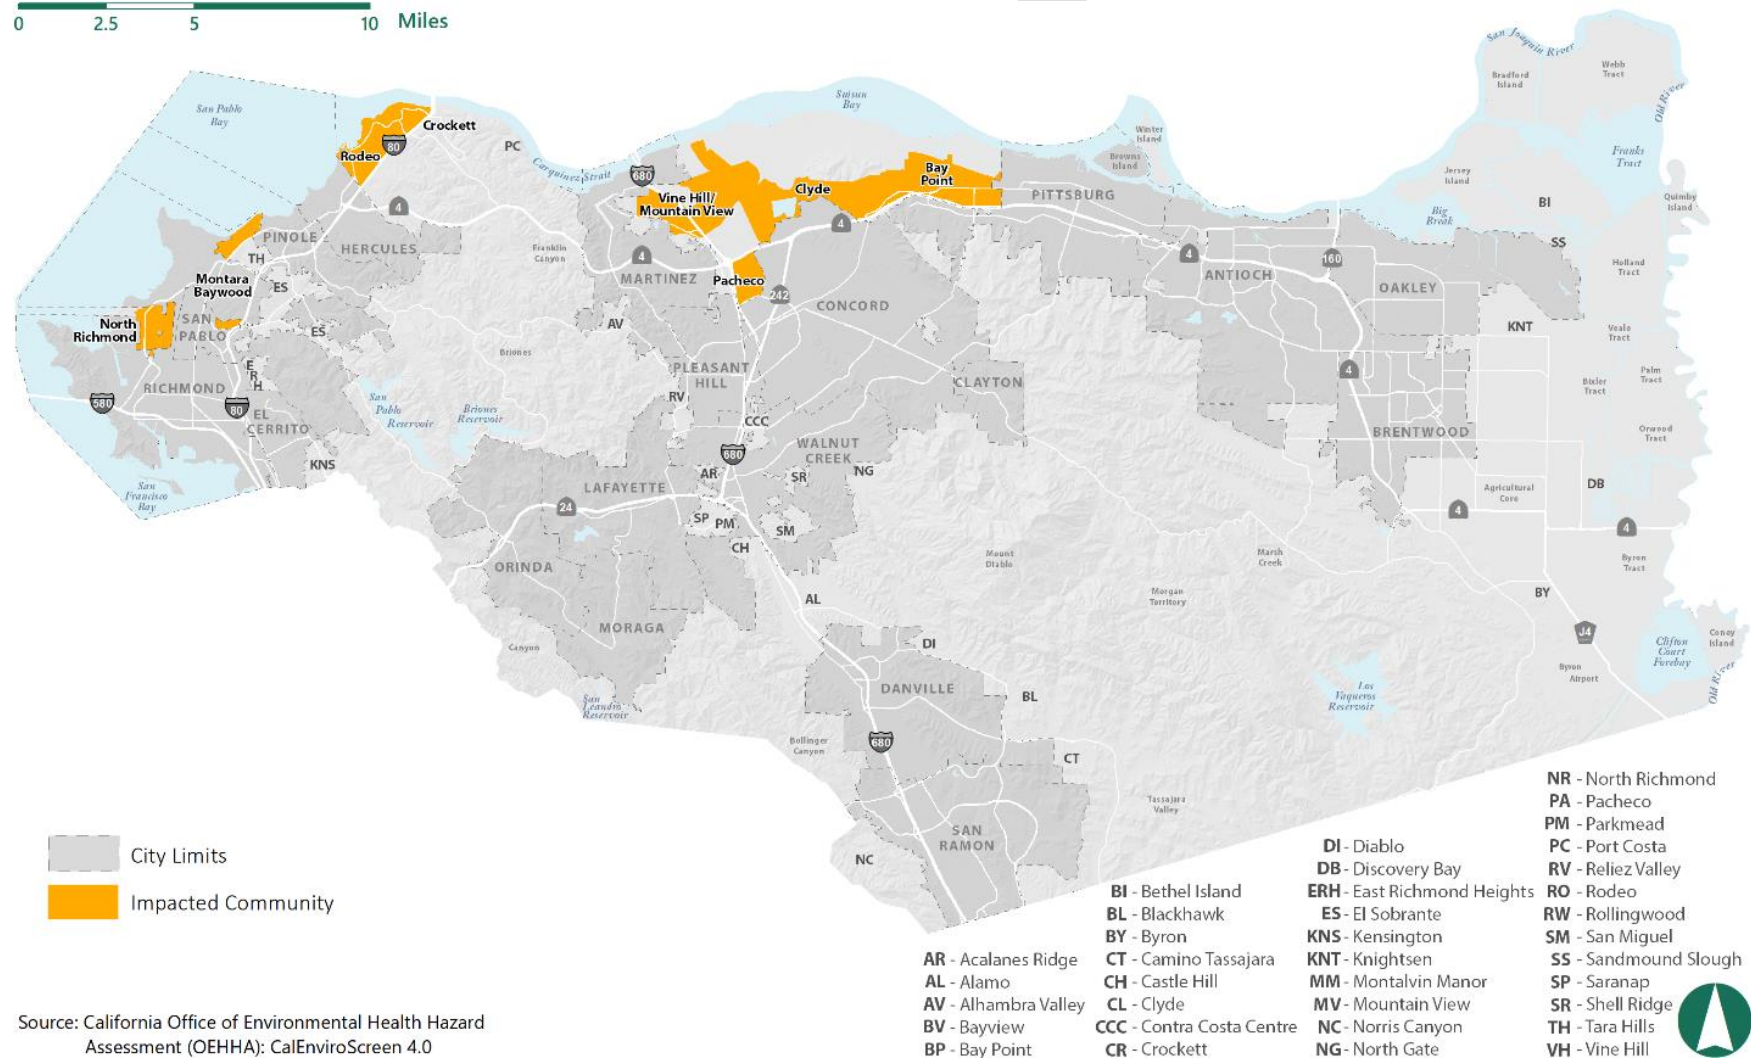 0 2.5 5 10 Miles
San Joaquin River
Bradford
Island
Webb
Tract
Old River
San Pablo
Bay
Suisun
Bay
Crockett
80
Rodeo
PC
Carquinez Strait
680
Winter
Island
Browns
Island
Franks
Tract
Jersey
Island
Quimby
Island
Bay
Point
Clyde
Vine Hill/
Mountain View
PITTSBURG
Big
Break
BI
4
4
PINOLE
HERCULES
TH
Franklin
Canyon
4
MARTINEZ
SS
4
160
ANTIOCH
OAKLEY
Holland
Tract
Montara
Baywood
ES
Pacheco
242
CONCORD
North
Richmond
SAN
PABLO
ES
AV
KNT
Veale
Tract
Briones
PLEASANT
HILL
CLAYTON
4
Bixler
Tract
Palm
Tract
RICHMOND
E
R
H
580
80
EL
CERRITO
San
Pablo
Reservoir
Briones
Reservoir
RV
CCC
WALNUT
CREEK
BRENTWOOD
Orwood
Tract
680
KNS
AR
SR
NG
San
Francisco
Bay
LAFAYETTE
24
Agricultural
Core
DB
4
4
SP
PM
SM
CH
ORINDA
Mount
Diablo
Marsh
Creek
Byron
Tract
Morgan
Territory
BY
AL
MORAGA
J4
Canyon
DI
Clifton
Court
Forebay
Coney
Island
Old River
Byron
Airport
DANVILLE
BL
San
Leandro
Reservoir
Los
Vaqueros
Reservoir
680
Bollinger
Canyon
CT
Tassajara
Valley
SAN
RAMON
NC
City Limits
Impacted Community
AR - Acalanes Ridge
AL - Alamo
AV - Alhambra Valley
BV - Bayview
BP - Bay Point
BI - Bethel Island
BL - Blackhawk
BY - Byron
CT - Camino Tassajara
CH - Castle Hill
CL - Clyde
CCC - Contra Costa Centre
CR - Crockett
DI - Diablo
DB - Discovery Bay
ERH - East Richmond Heights
ES - El Sobrante
KNS - Kensington
KNT - Knightsen
MM - Montalvin Manor
MV - Mountain View
NC - Norris Canyon
NG - North Gate
NR - North Richmond
PA - Pacheco
PM - Parkmead
PC - Port Costa
RV - Reliez Valley
RO - Rodeo
RW - Rollingwood
SM - San Miguel
SS - Sandmound Slough
SP - Saranap
SR - Shell Ridge
TH - Tara Hills
VH - Vine Hill
Source: California Office of Environmental Health Hazard
Assessment (OEHHA): CalEnviroScreen 4.0